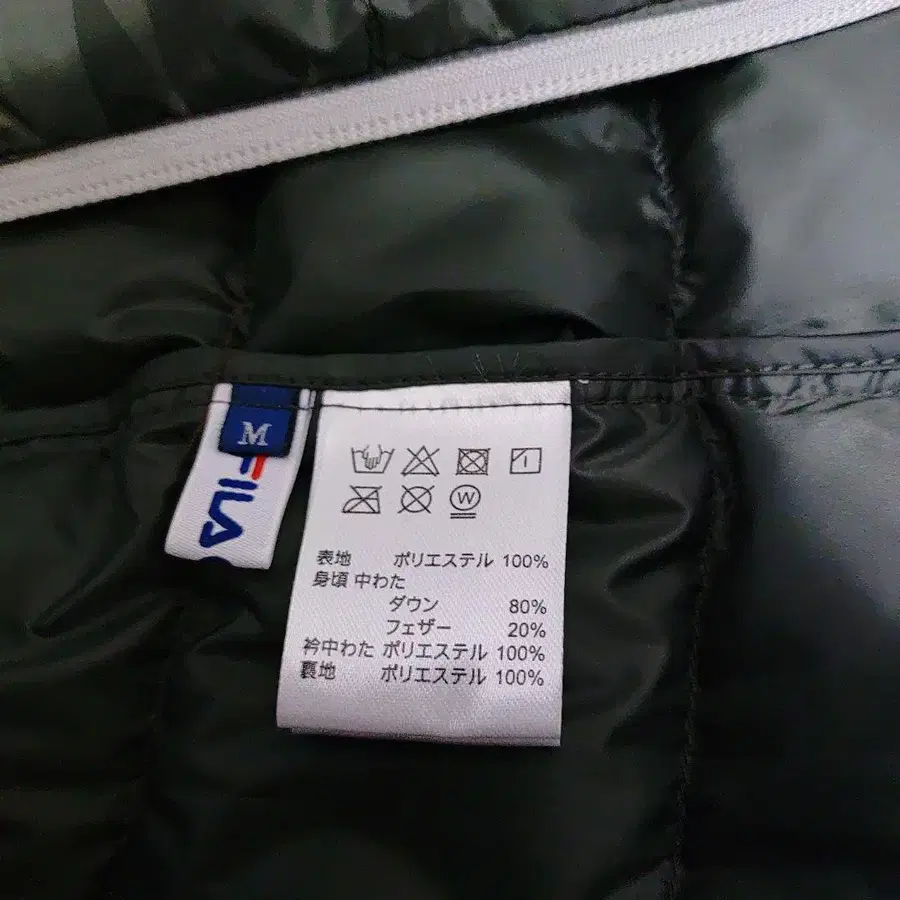 M
FILA
W
表地 ポリエステル 100%
身頃 中わた
ダウン 80%
フェザー 20%
衿中わた ポリエステル 100%
裏地 ポリエステル 100%